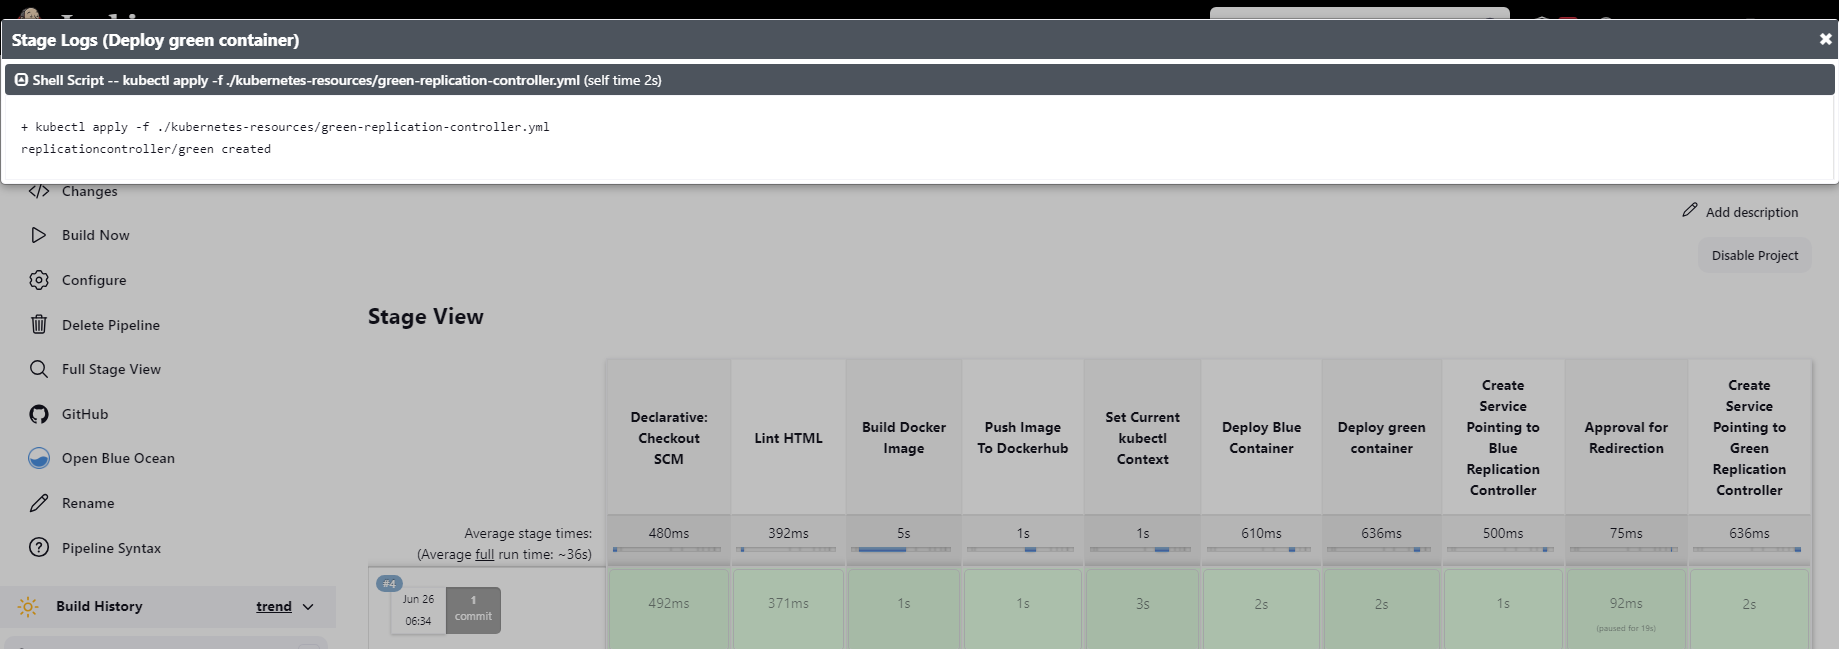 Stage Logs (Deploy green container)
Shell Script -- kubectl apply -f ./kubernetes-resources/green-replication-controller.yml (self time 2s)
+ kubectl apply -f ./kubernetes-resources/green-replication-controller.yml
replicationcontroller/green created
Changes
Build Now
Configure
Delete Pipeline
Full Stage View
GitHub
Open Blue Ocean
Rename
Pipeline Syntax
Build History
trend
Add description
Disable Project
Stage View
Declarative:
Checkout
SCM
Lint HTML
Build Docker
Image
Push Image
To Dockerhub
Set Current
kubectl
Context
Deploy Blue
Container
Deploy green
container
Create
Service
Pointing to
Blue
Replication
Controller
Approval for
Redirection
Create
Service
Pointing to
Green
Replication
Controller
Average stage times:
(Average full run time: ~36s)
480ms
392ms
5s
1s
1s
610ms
636ms
500ms
75ms
636ms
#4
Jun 26
06:34
1
commit
492ms
371ms
1s
1s
3s
2s
2s
1s
92ms
(paused for 19s)
2s